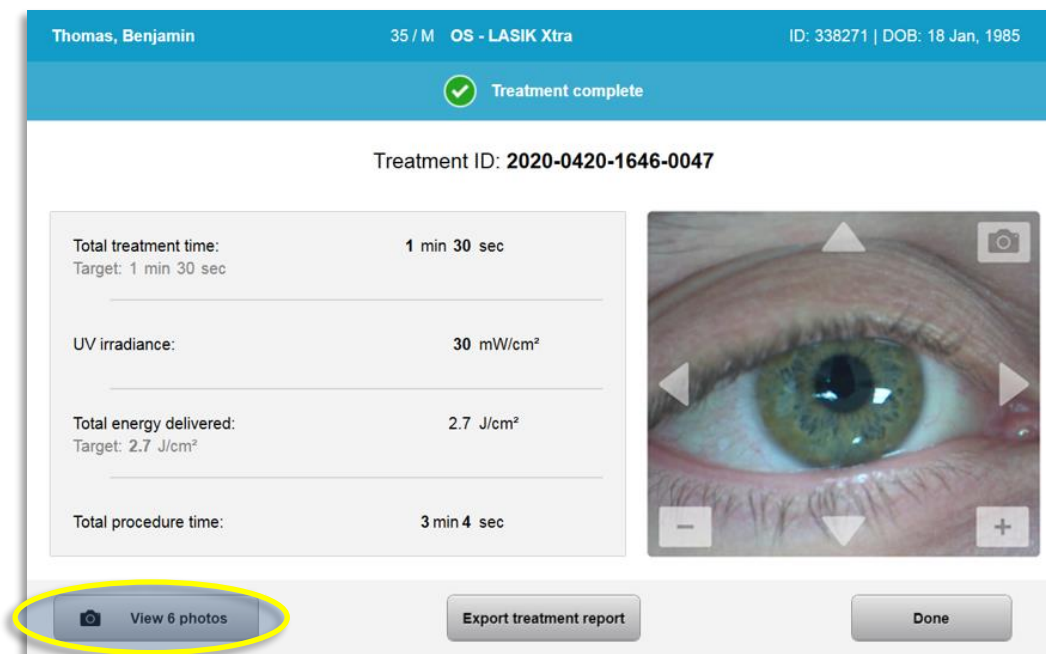 Thomas, Benjamin 35 / M OS - LASIK Xtra ID: 338271 | DOB: 18 Jan, 1985
Treatment complete
Treatment ID: 2020-0420-1646-0047
Total treatment time: 1 min 30 sec
Target: 1 min 30 sec
UV irradiance: 30 mW/cm²
Total energy delivered: 2.7 J/cm²
Target: 2.7 J/cm²
Total procedure time: 3 min 4 sec
View 6 photos Export treatment report Done